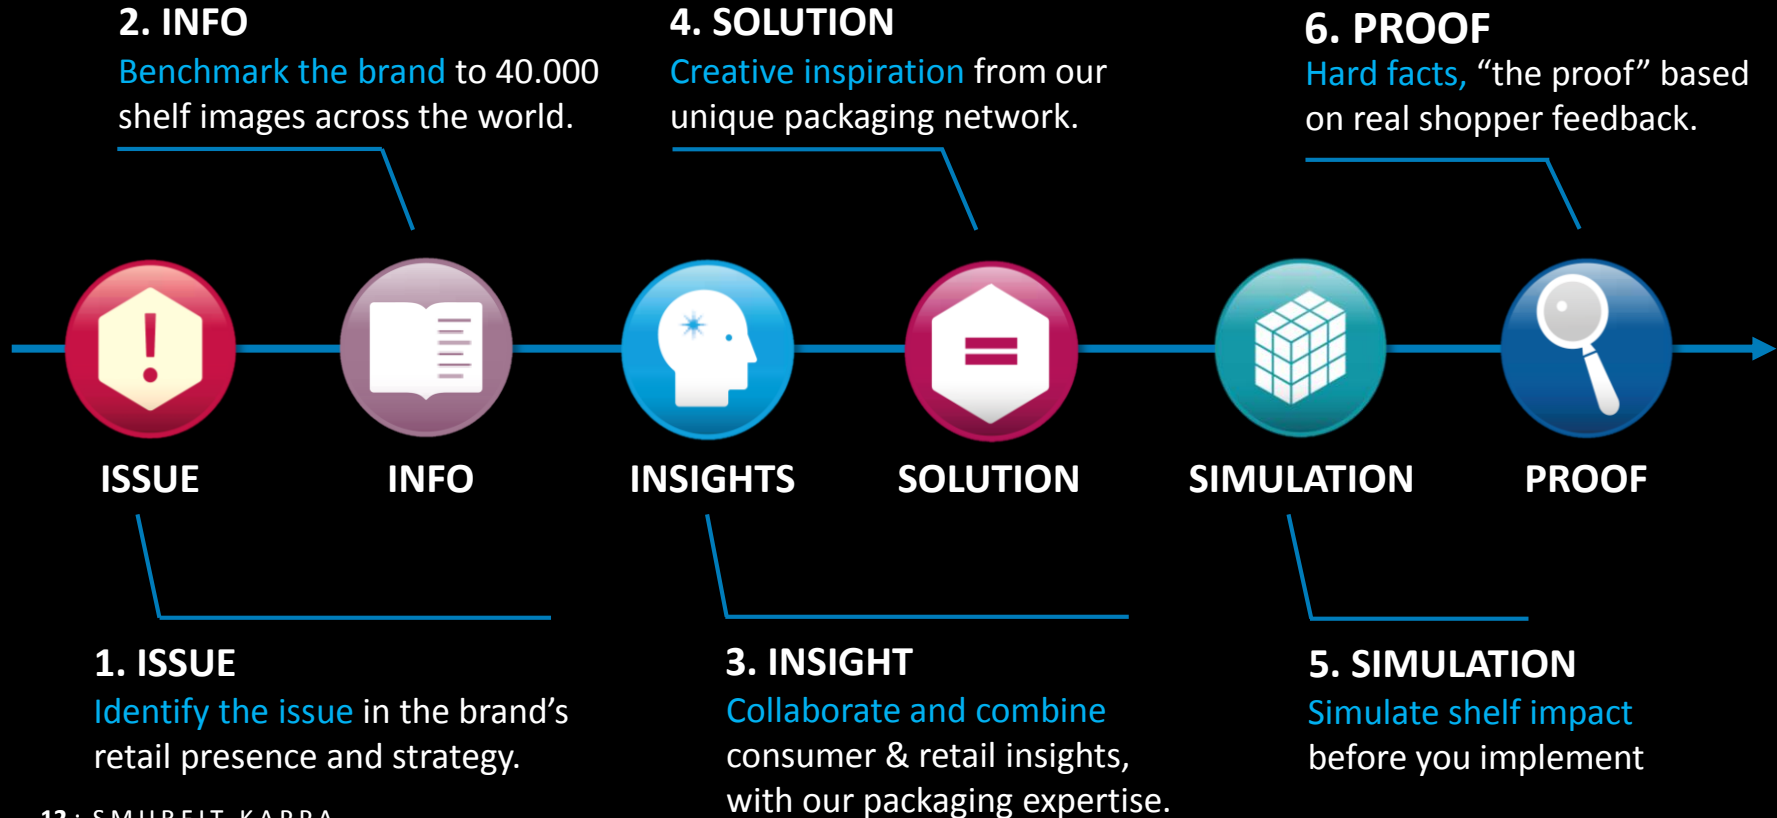 2. INFO
Benchmark the brand to 40.000
shelf images across the world.
4. SOLUTION
Creative inspiration from our
unique packaging network.
6. PROOF
Hard facts, “the proof” based
on real shopper feedback.
!
=
ISSUE
INFO
INSIGHTS
SOLUTION
SIMULATION
PROOF
1. ISSUE
Identify the issue in the brand’s
retail presence and strategy.
3. INSIGHT
Collaborate and combine
consumer & retail insights,
with our packaging expertise.
5. SIMULATION
Simulate shelf impact
before you implement
12 : SMURFIT KAPPA